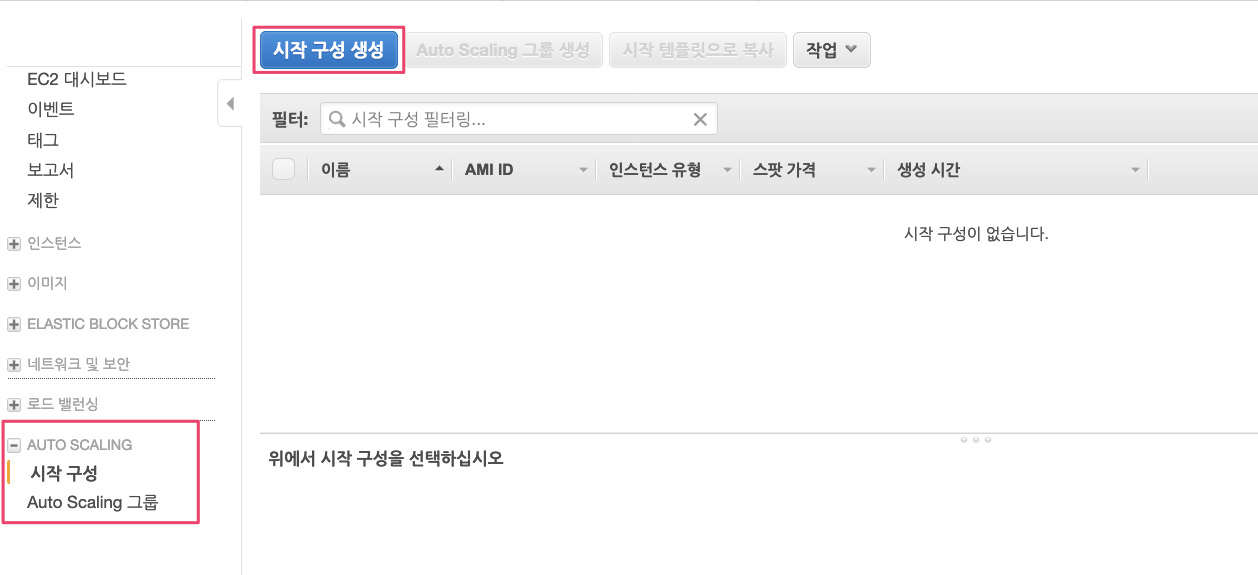 시작 구성 생성
Auto Scaling 그룹 생성
시작 템플릿으로 복사
작업
EC2 대시보드
이벤트
태그
보고서
제한
인스턴스
이미지
ELASTIC BLOCK STORE
네트워크 및 보안
로드 밸런싱
AUTO SCALING
시작 구성
Auto Scaling 그룹
필터:
시작 구성 필터링...
이름
AMI ID
인스턴스 유형
스팟 가격
생성 시간
시작 구성이 없습니다.
위에서 시작 구성을 선택하십시오